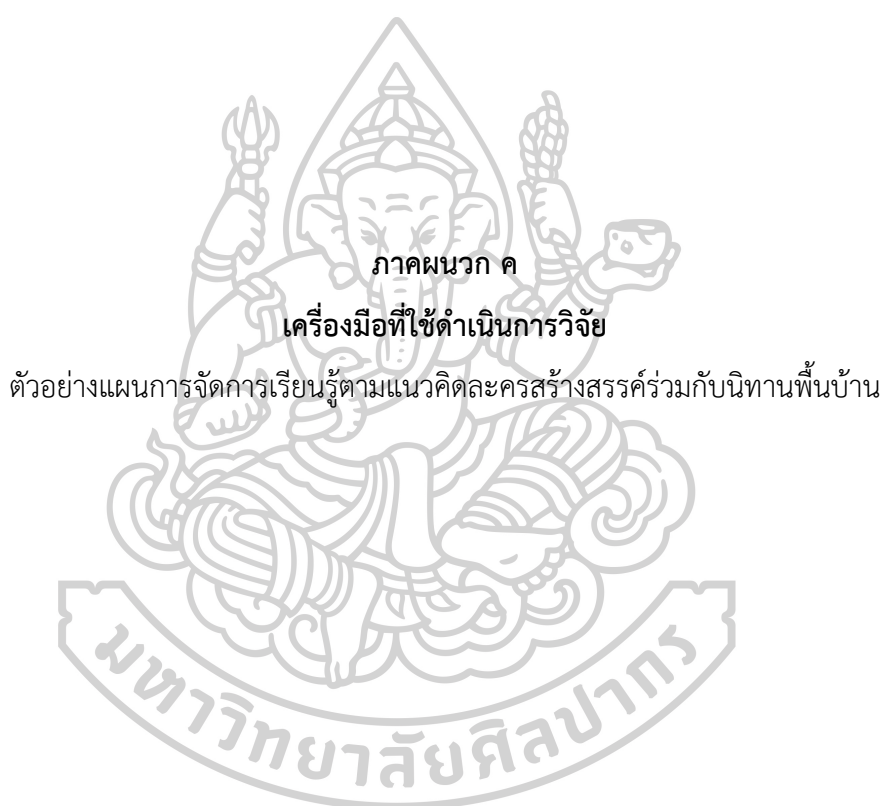 ภาคผนวก ค
เครื่องมือที่ใช้ดำเนินการวิจัย
ตัวอย่างแผนการจัดการเรียนรู้ตามแนวคิดละครสร้างสรรค์ร่วมกับนิทานพื้นบ้าน
มหาวิทยาลัยศิลปากร